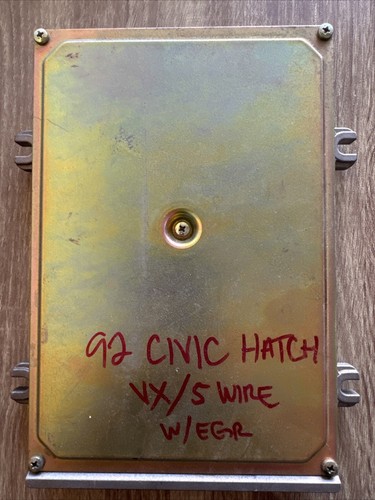 92 CIVIC HATCH
VX/5 WIRE
W/EGR